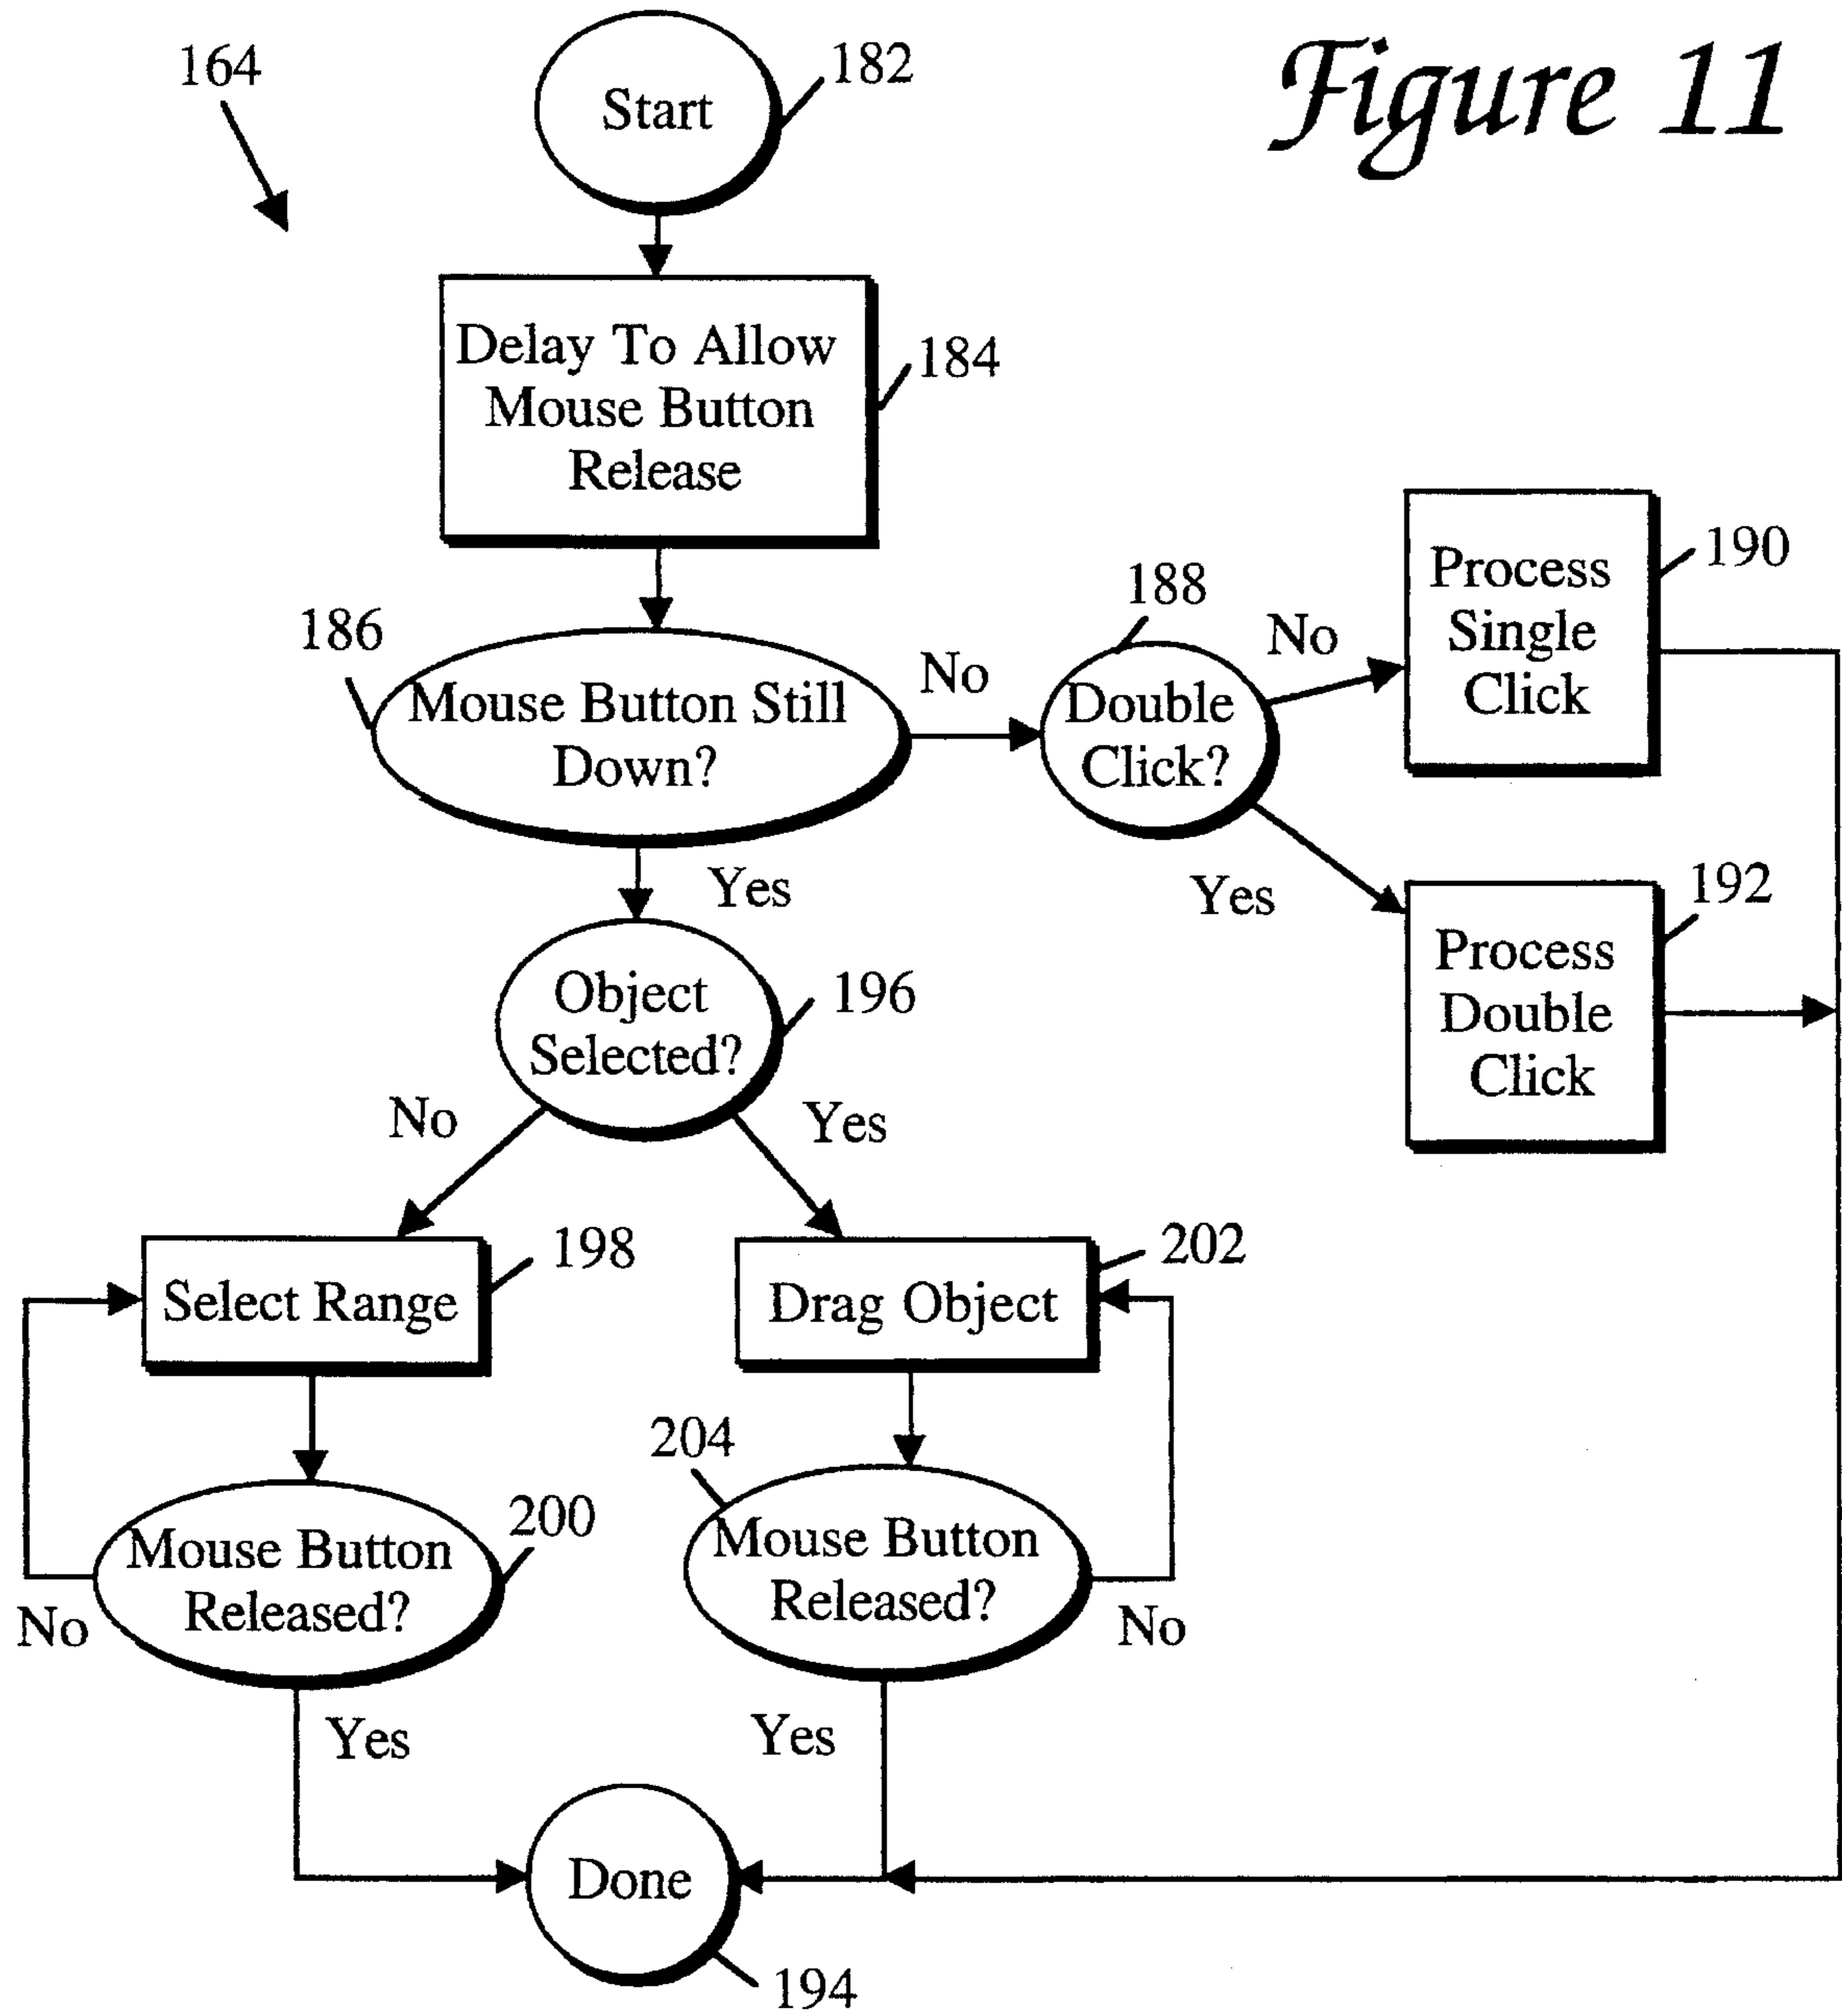 Figure 11
164
Start
182
Delay To Allow
Mouse Button
Release
184
186
Mouse Button Still
Down?
No
188
Double
Click?
No
Process
Single
Click
190
Yes
Process
Double
Click
192
Yes
Object
Selected?
196
No
Yes
Select Range
198
Drag Object
202
Mouse Button
Released?
200
No
Yes
204
Mouse Button
Released?
No
Yes
Done
194